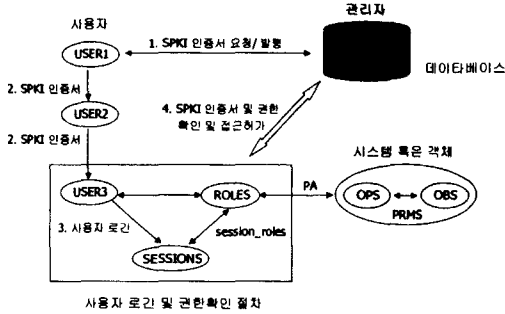 관리자
사용자
USER1
1. SPKI 인증서 요청/ 발행
데이타베이스
2. SPKI 인증서
USER2
4. SPKI 인증서 및 권한
확인 및 접근허가
2. SPKI 인증서
시스템 혹은 객체
USER3
ROLES
PA
OPS
OBS
PRMS
3. 사용자 로긴
session_roles
SESSIONS
사용자 로긴 및 권한확인 절차